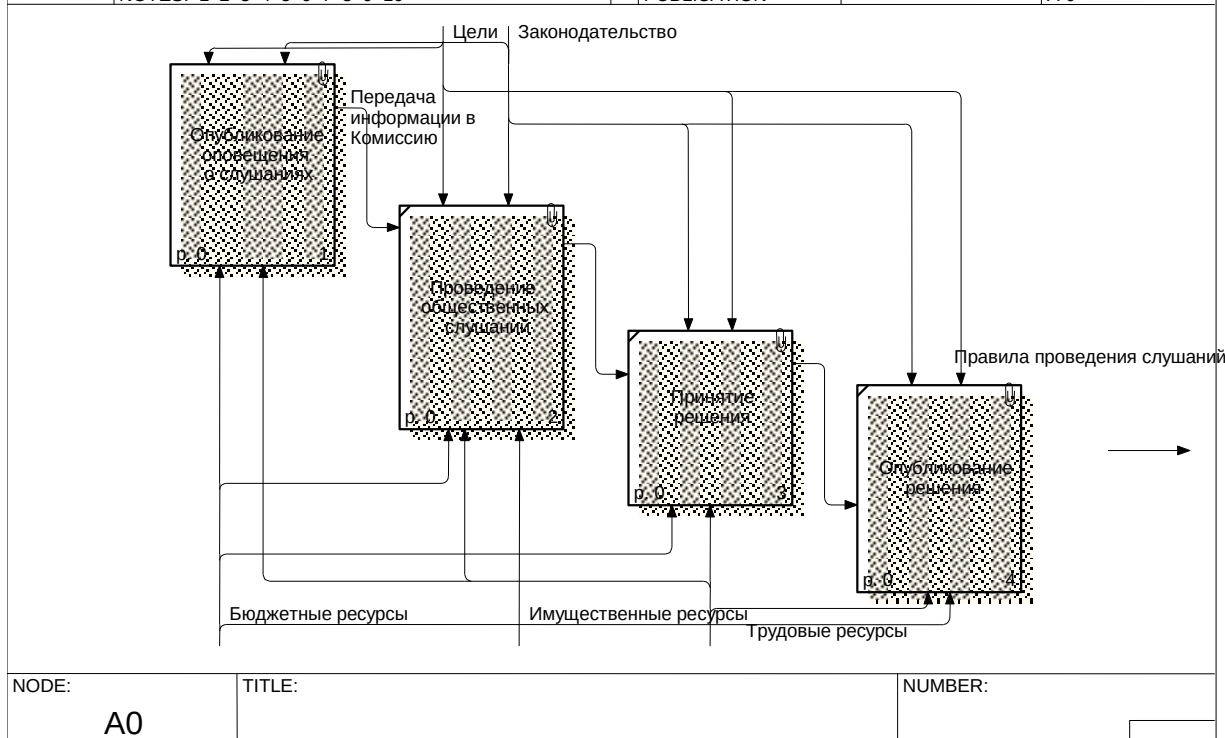 Цели
Законодательство
Передача
информации в
Комиссию
Опубликование
оповещения
о слушаниях
р. 0
1
Проведение
общественных
слушаний
р. 0
2
Правила проведения слушаний
Принятие
решения
р. 0
3
Опубликование
решения
р. 0
4
Бюджетные ресурсы
Имущественные ресурсы
Трудовые ресурсы
NODE:
TITLE:
NUMBER:
A0